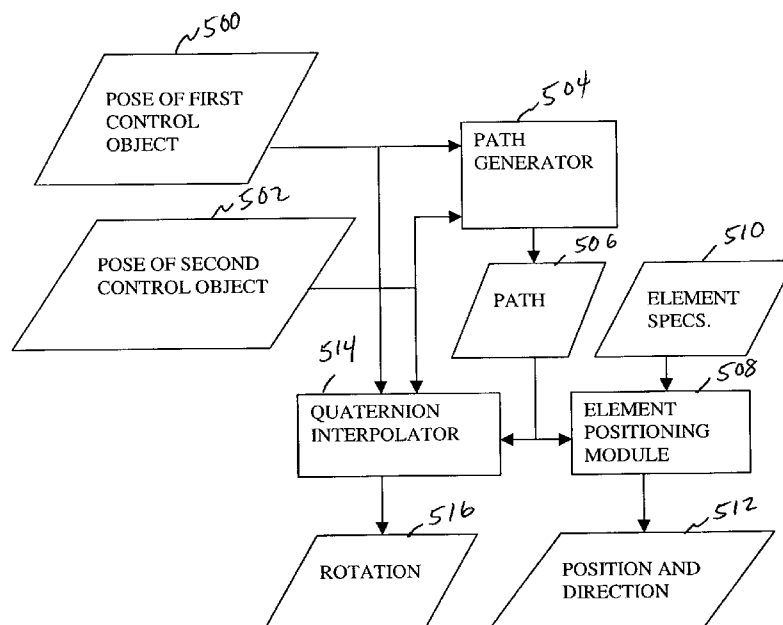 500
POSE OF FIRST
CONTROL
OBJECT
504
PATH
GENERATOR
502
POSE OF SECOND
CONTROL OBJECT
506
PATH
510
ELEMENT
SPECS.
514
QUATERNION
INTERPOLATOR
508
ELEMENT
POSITIONING
MODULE
516
ROTATION
512
POSITION AND
DIRECTION